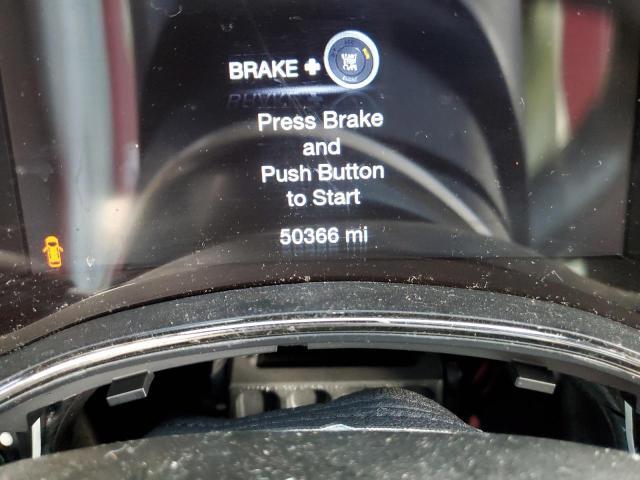 BRAKE +
Press Brake
and
Push Button
to Start
50366 mi